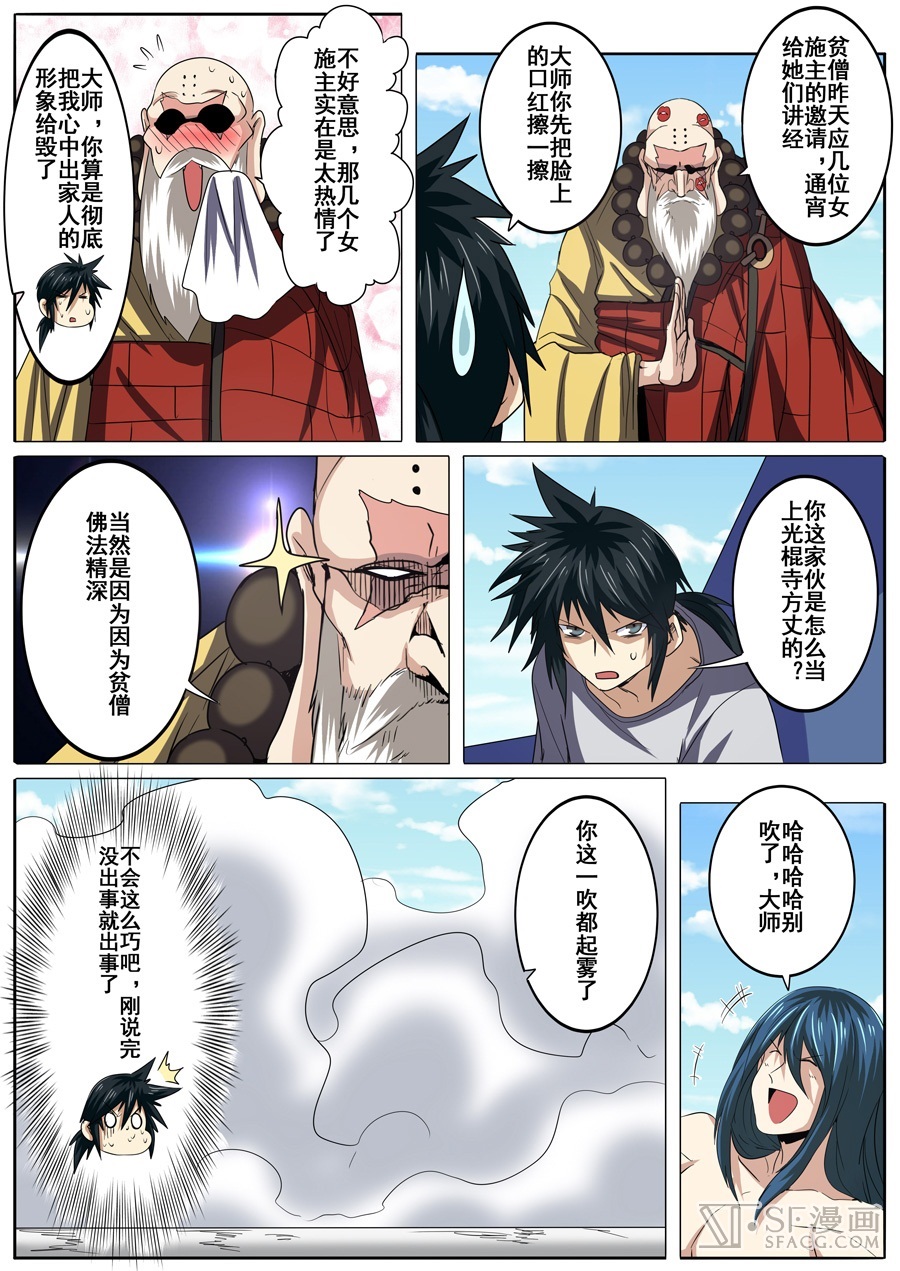 贫僧昨天应几位女
施主的邀请，通宵
给她们讲经
大师你先把脸上
的口红擦一擦
不好意思，那几个女
施主实在是太热情了
大师，你算是彻底
把我心中出家人的
形象给毁了
你这家伙是怎么当
上光棍寺方丈的？
当然是因为因为贫僧
佛法精深
哈哈哈哈别
吹了，大师
你这一吹都起雾了
不会这么巧吧，刚说完
没出事就出事了
SF漫画
SFACG.COM